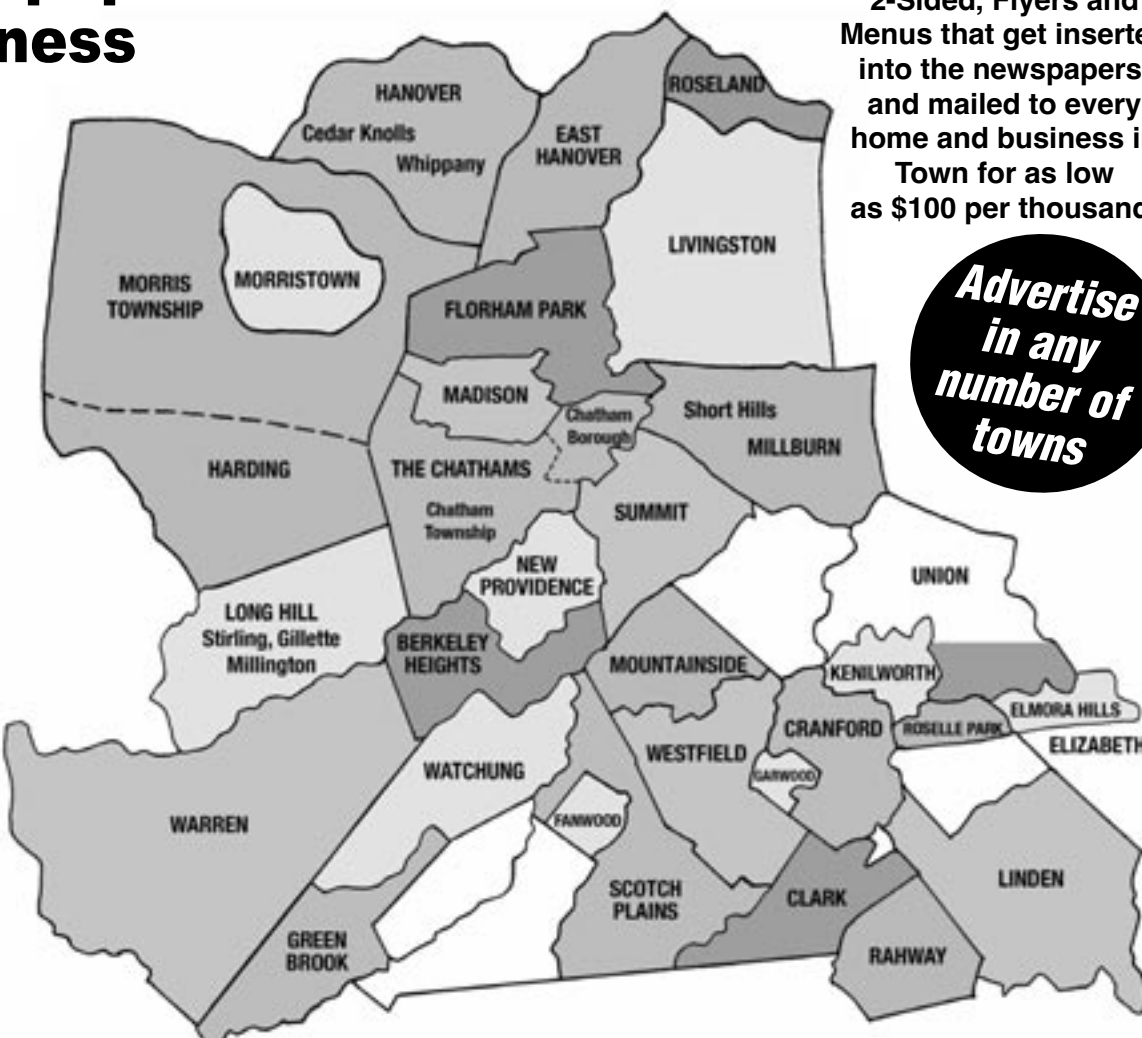 ness
2-Sided, Flyers and
Menus that get inserte
into the newspapers
and mailed to every
home and business i
Town for as low
as $100 per thousand
Advertise
in any
number of
towns
HANOVER
Cedar Knolls
Whippany
EAST
HANOVER
ROSELAND
LIVINGSTON
MORRIS
TOWNSHIP
MORRISTOWN
FLORHAM PARK
MADISON
Chatham
Borough
Short Hills
MILLBURN
HARDING
THE CHATHAMS
Chatham
Township
SUMMIT
NEW
PROVIDENCE
UNION
LONG HILL
Stirling, Gillette
Millington
BERKELEY
HEIGHTS
MOUNTAINSIDE
KENILWORTH
ELMORA HILLS
ROSELLE PARK
CRANFORD
ELIZABETH
WESTFIELD
GARWOOD
WATCHUNG
WARREN
FANWOOD
SCOTCH
PLAINS
CLARK
LINDEN
GREEN
BROOK
RAHWAY